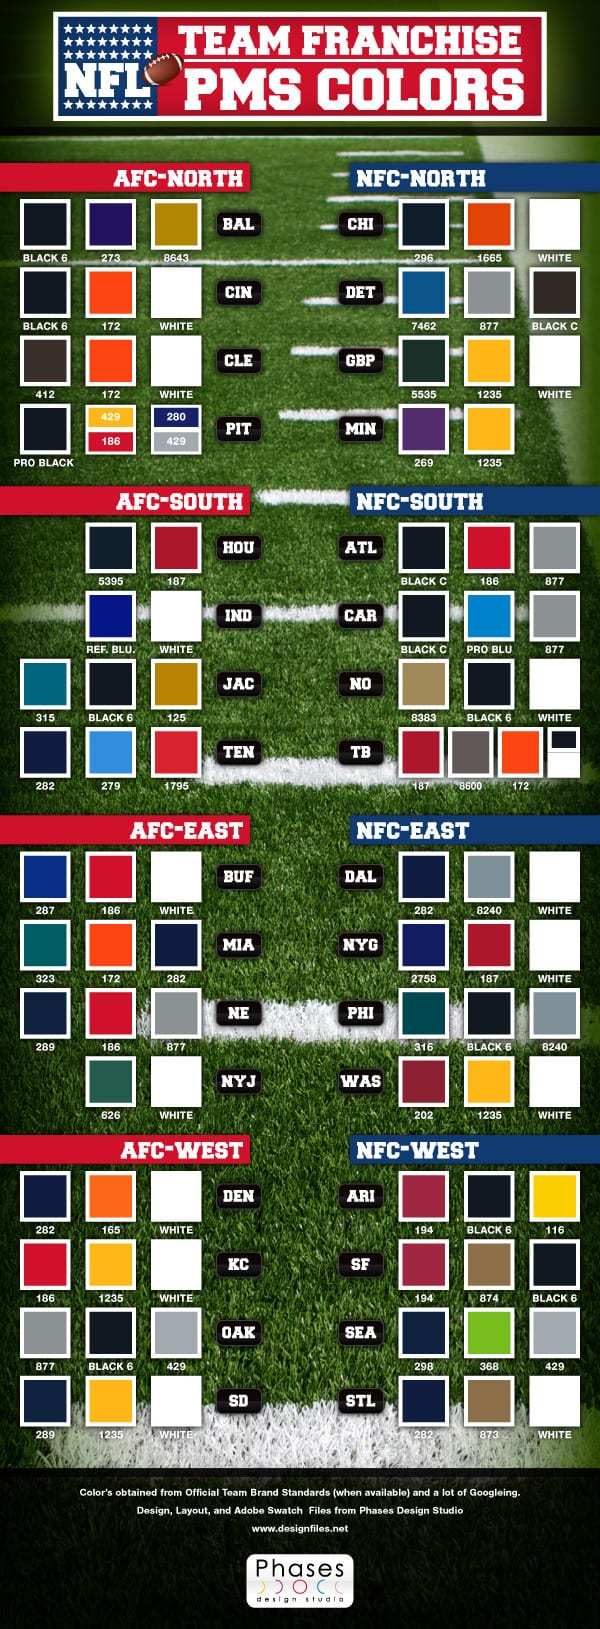 NFL
TEAM FRANCHISE
PMS COLORS
AFC-NORTH
BAL
BLACK 6 273 8643
CIN
BLACK 6 172 WHITE
CLE
412 172 WHITE
429 280
PIT
186 429
PRO BLACK
NFC-NORTH
CHI
296 1665 WHITE
DET
7462 877 BLACK C
GBP
5535 1235 WHITE
MIN
269 1235
AFC-SOUTH
HOU
5395 187
IND
REF. BLU. WHITE
JAC
315 BLACK 6 125
TEN
282 279 1795
NFC-SOUTH
ATL
BLACK C 186 877
CAR
BLACK C PRO BLU 877
NO
8383 BLACK 6 WHITE
TB
187 8600 172
AFC-EAST
BUF
287 186 WHITE
MIA
323 172 282
NE
289 186 877
NYJ
626 WHITE
NFC-EAST
DAL
282 8240 WHITE
NYG
2758 187 WHITE
PHI
316 BLACK 6 8240
WAS
202 1235 WHITE
AFC-WEST
DEN
282 165 WHITE
KC
186 1235 WHITE
OAK
877 BLACK 6 429
SD
289 1235 WHITE
NFC-WEST
ARI
194 BLACK 6 116
SF
194 874 BLACK 6
SEA
298 368 429
STL
282 873 WHITE
Color's obtained from Official Team Brand Standards (when available) and a lot of Googleing.
Design, Layout, and Adobe Swatch Files from Phases Design Studio
www.designfiles.net
Phases
design studio